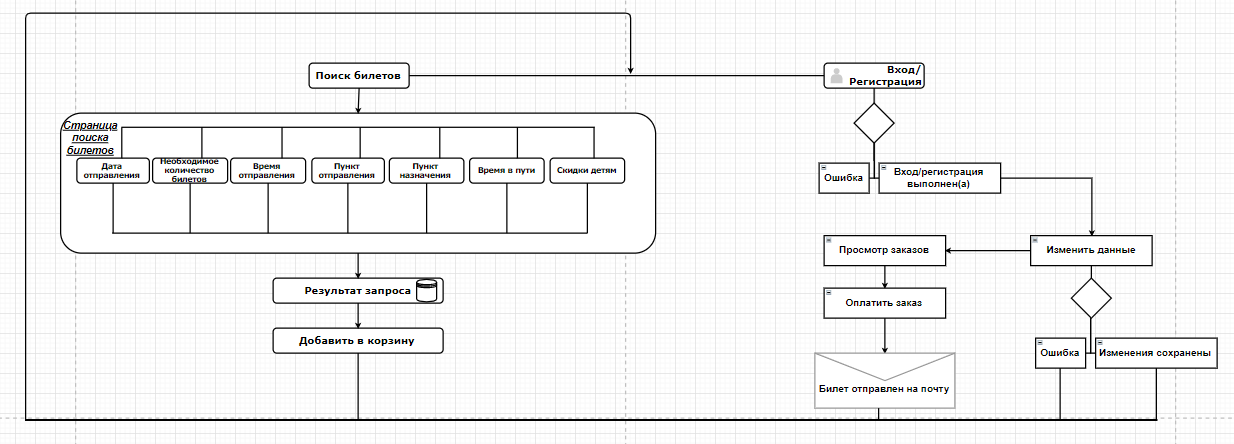 Поиск билетов
Вход/
Регистрация
Страница
поиска
билетов
Дата
отправления
Необходимое
количество
билетов
Время
отправления
Пункт
отправления
Пункт
назначения
Время в пути
Скидки детям
Ошибка
Вход/регистрация
выполнен(а)
Просмотр заказов
Изменить данные
Результат запроса
Оплатить заказ
Добавить в корзину
Ошибка
Изменения сохранены
Билет отправлен на почту